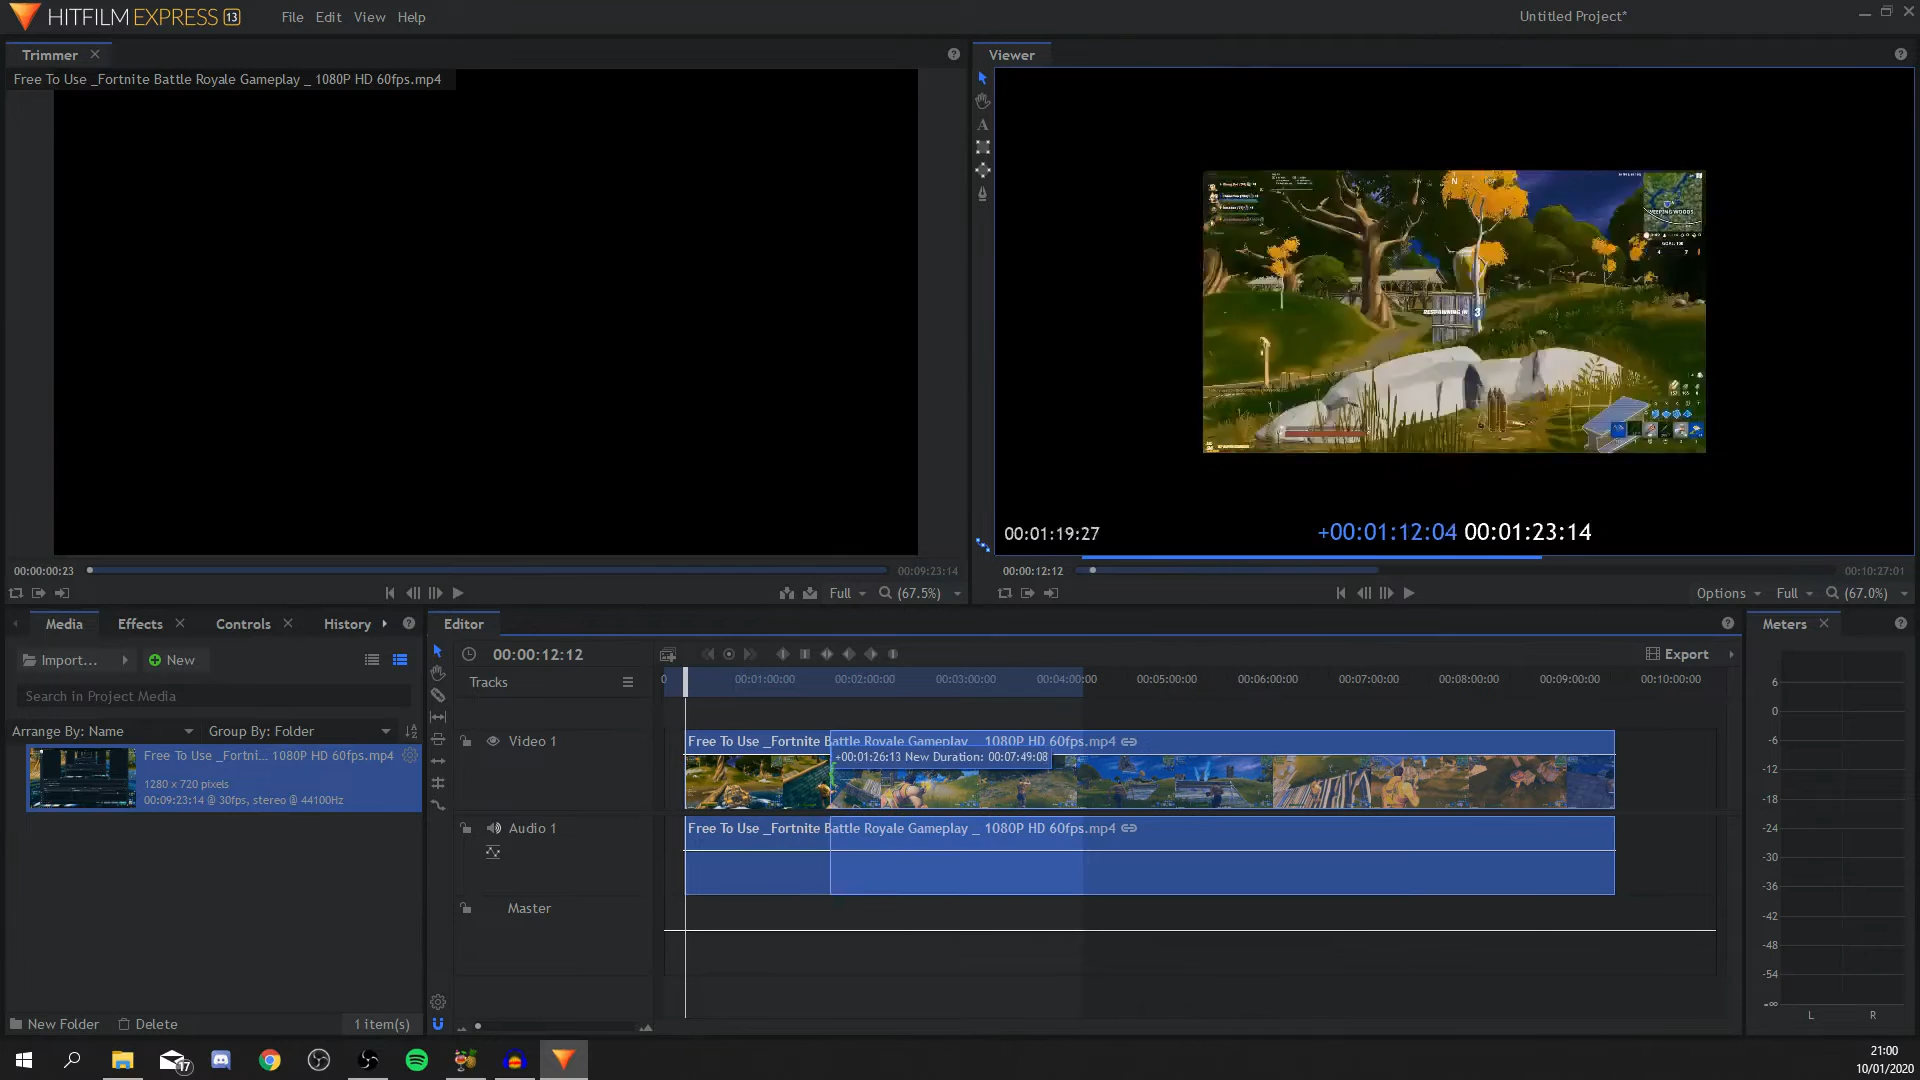 HITFILM EXPRESS 13
File Edit View Help
Untitled Project*
Trimmer
Free To Use _Fortnite Battle Royale Gameplay _ 1080P HD 60fps.mp4
Viewer
A
N
WEEPING WOODS
RESPAWNING IN 3
00:01:19:27
+00:01:12:04 00:01:23:14
00:00:00:23
00:09:23:14
00:00:12:12
00:10:27:01
Full (67.5%)
Options Full (67.0%)
Media Effects Controls History
Editor
Meters
Import... New
00:00:12:12
Export
Tracks
0 00:01:00:00 00:02:00:00 00:03:00:00 00:04:00:00 00:05:00:00 00:06:00:00 00:07:00:00 00:08:00:00 00:09:00:00 00:10:00:00
Search in Project Media
Arrange By: Name Group By: Folder
Free To Use _Fortni... 1080P HD 60fps.mp4
1280 x 720 pixels
00:09:23:14 @ 30fps, stereo @ 44100Hz
Video 1
Free To Use _Fortnite Battle Royale Gameplay _ 1080P HD 60fps.mp4
+00:01:26:13 New Duration: 00:07:49:08
Audio 1
Free To Use _Fortnite Battle Royale Gameplay _ 1080P HD 60fps.mp4
Master
6
0
-6
-12
-18
-24
-30
-36
-42
-48
-54
-∞
L R
New Folder Delete 1 item(s)
17
21:00
10/01/2020